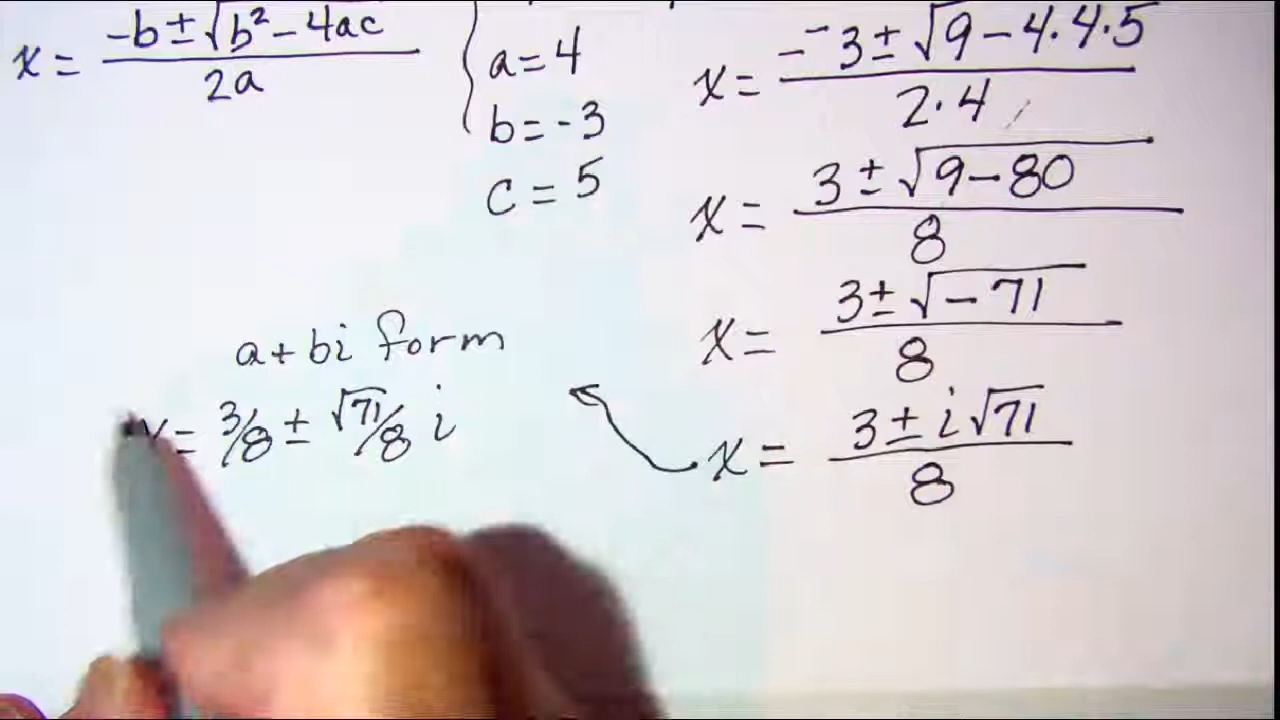 x = -b ± √b² - 4ac / 2a
a = 4
b = -3
c = 5
x = - -3 ± √9 - 4·4·5 / 2·4
x = 3 ± √9 - 80 / 8
x = 3 ± √-71 / 8
x = 3 ± i√71 / 8
a + bi form
x = 3/8 ± √71/8 i